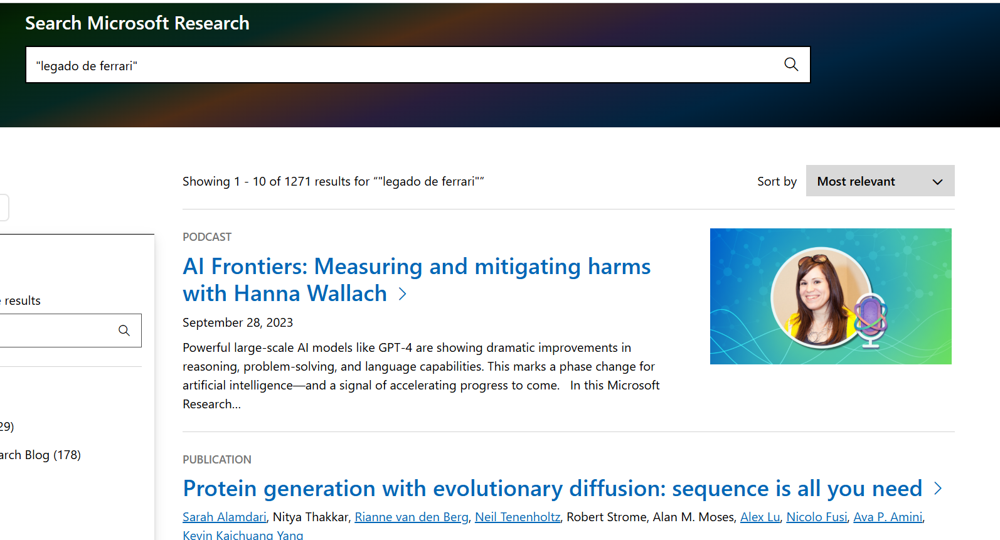 Search Microsoft Research
"legado de ferrari"
Showing 1 - 10 of 1271 results for “"legado de ferrari"”
Sort by
Most relevant
PODCAST
AI Frontiers: Measuring and mitigating harms
with Hanna Wallach
September 28, 2023
Powerful large-scale AI models like GPT-4 are showing dramatic improvements in
reasoning, problem-solving, and language capabilities. This marks a phase change for
artificial intelligence—and a signal of accelerating progress to come. In this Microsoft
Research...
results
29)
arch Blog (178)
PUBLICATION
Protein generation with evolutionary diffusion: sequence is all you need
Sarah Alamdari, Nitya Thakkar, Rianne van den Berg, Neil Tenenholtz, Robert Strome, Alan M. Moses, Alex Lu, Nicolo Fusi, Ava P. Amini,
Kevin Kaichuang Yang